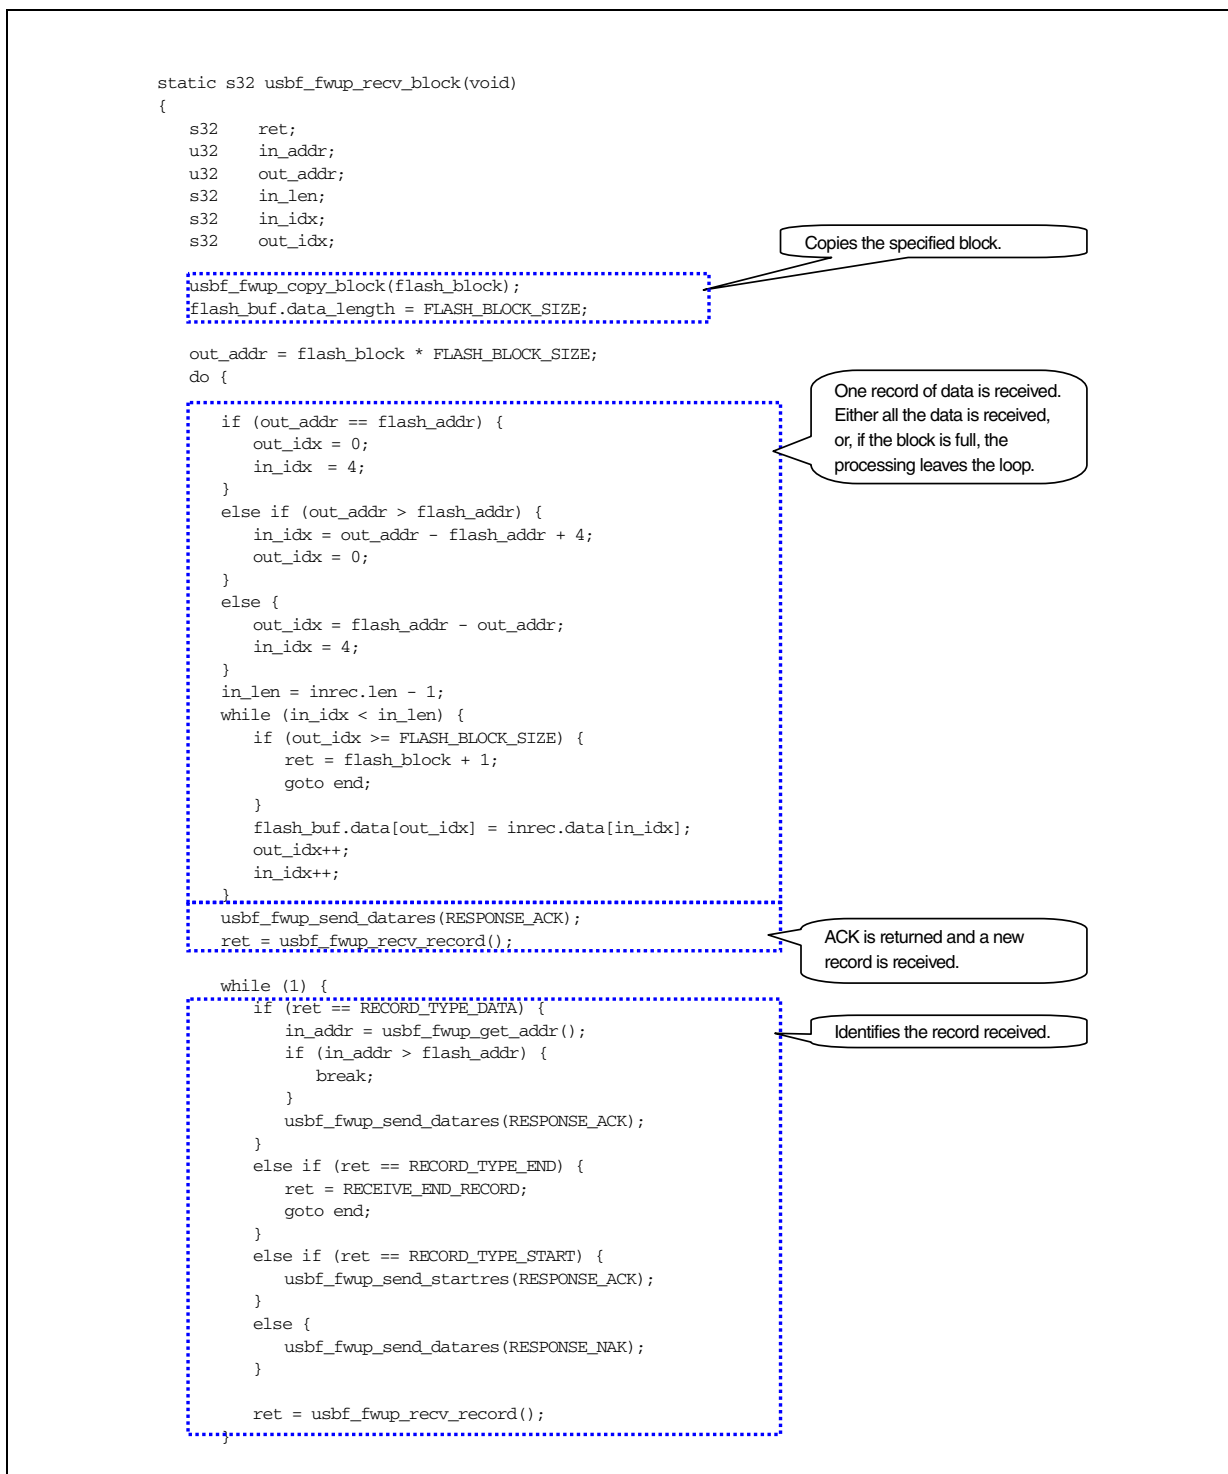 static s32 usbf_fwup_recv_block(void)
{
s32 ret;
u32 in_addr;
u32 out_addr;
s32 in_len;
s32 in_idx;
s32 out_idx;
Copies the specified block.
usbf_fwup_copy_block(flash_block);
flash_buf.data_length = FLASH_BLOCK_SIZE;
out_addr = flash_block * FLASH_BLOCK_SIZE;
do {
One record of data is received.
Either all the data is received,
or, if the block is full, the
processing leaves the loop.
if (out_addr == flash_addr) {
out_idx = 0;
in_idx = 4;
}
else if (out_addr > flash_addr) {
in_idx = out_addr - flash_addr + 4;
out_idx = 0;
}
else {
out_idx = flash_addr - out_addr;
in_idx = 4;
}
in_len = inrec.len - 1;
while (in_idx < in_len) {
if (out_idx >= FLASH_BLOCK_SIZE) {
ret = flash_block + 1;
goto end;
}
flash_buf.data[out_idx] = inrec.data[in_idx];
out_idx++;
in_idx++;
}
usbf_fwup_send_datares(RESPONSE_ACK);
ret = usbf_fwup_recv_record();
ACK is returned and a new
record is received.
while (1) {
if (ret == RECORD_TYPE_DATA) {
in_addr = usbf_fwup_get_addr();
Identifies the record received.
if (in_addr > flash_addr) {
break;
}
usbf_fwup_send_datares(RESPONSE_ACK);
}
else if (ret == RECORD_TYPE_END) {
ret = RECEIVE_END_RECORD;
goto end;
}
else if (ret == RECORD_TYPE_START) {
usbf_fwup_send_startres(RESPONSE_ACK);
}
else {
usbf_fwup_send_datares(RESPONSE_NAK);
}
ret = usbf_fwup_recv_record();
}